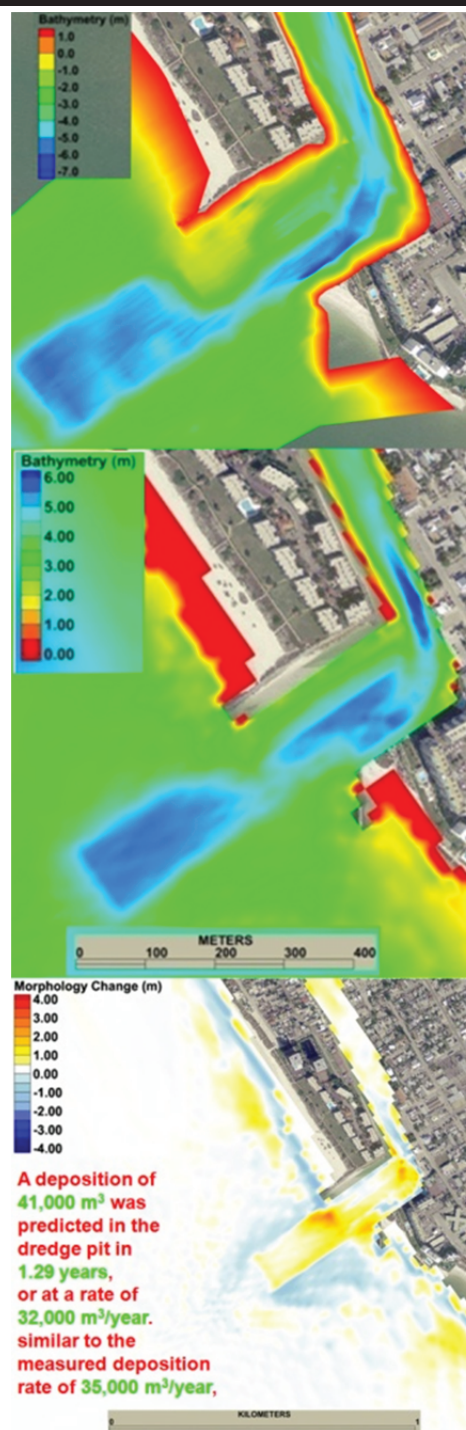 Bathymetry (m)
1.0
0.0
-1.0
-2.0
-3.0
-4.0
-5.0
-6.0
-7.0
Bathymetry (m)
6.00
5.00
4.00
3.00
2.00
1.00
0.00
METERS
0 100 200 300 400
Morphology Change (m)
4.00
3.00
2.00
1.00
0.00
-1.00
-2.00
-3.00
-4.00
A deposition of
41,000 m³ was
predicted in the
dredge pit in
1.29 years,
or at a rate of
32,000 m³/year.
similar to the
measured deposition
rate of 35,000 m³/year,
KILOMETERS
0 1